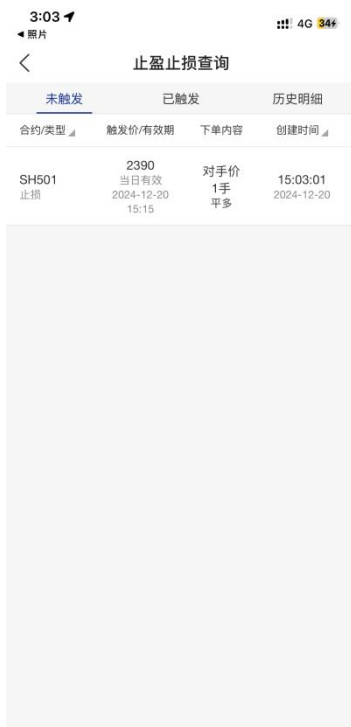 3:03
4G 34
照片
止盈止损查询
未触发 已触发 历史明细
合约/类型 触发价/有效期 下单内容 创建时间
SH501 2390 对手价 15:03:01
止损 当日有效 1手 2024-12-20
2024-12-20 平多
15:15